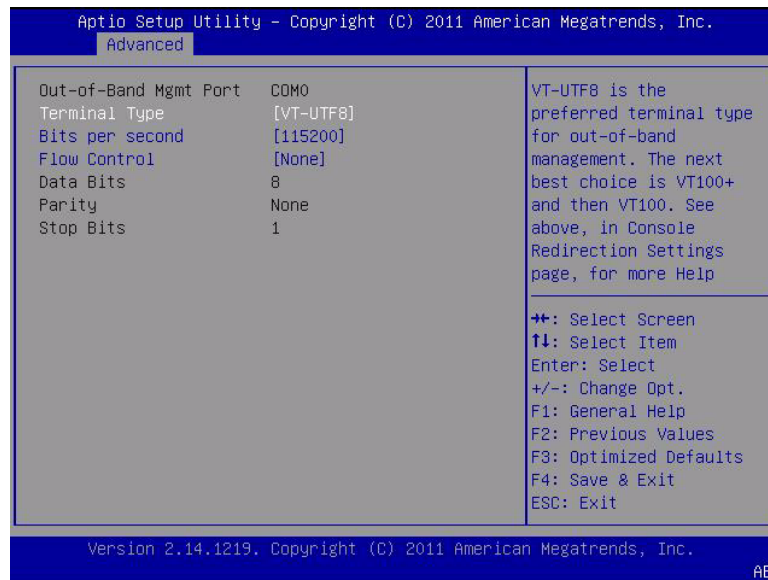 Aptio Setup Utility – Copyright (C) 2011 American Megatrends, Inc.
Advanced
Out-of-Band Mgmt Port COM0
Terminal Type [VT-UTF8]
Bits per second [115200]
Flow Control [None]
Data Bits 8
Parity None
Stop Bits 1
VT-UTF8 is the
preferred terminal type
for out-of-band
management. The next
best choice is VT100+
and then VT100. See
above, in Console
Redirection Settings
page, for more Help
→←: Select Screen
↑↓: Select Item
Enter: Select
+/-: Change Opt.
F1: General Help
F2: Previous Values
F3: Optimized Defaults
F4: Save & Exit
ESC: Exit
Version 2.14.1219. Copyright (C) 2011 American Megatrends, Inc.